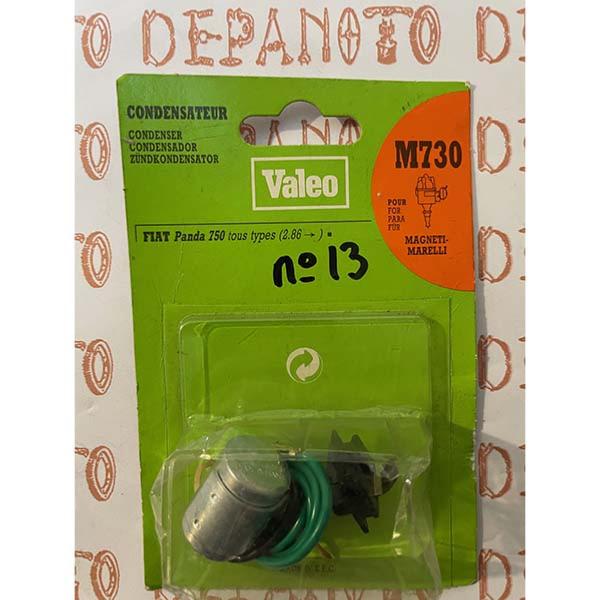 DEPANOTO
CONDENSATEUR
CONDENSER
CONDENSADOR
ZÜNDKONDENSATOR
Valeo
M730
POUR
FOR
PARA
FÜR
MAGNETI-
MARELLI
FIAT Panda 750 tous types (2.86 → ) ▪
nº 13